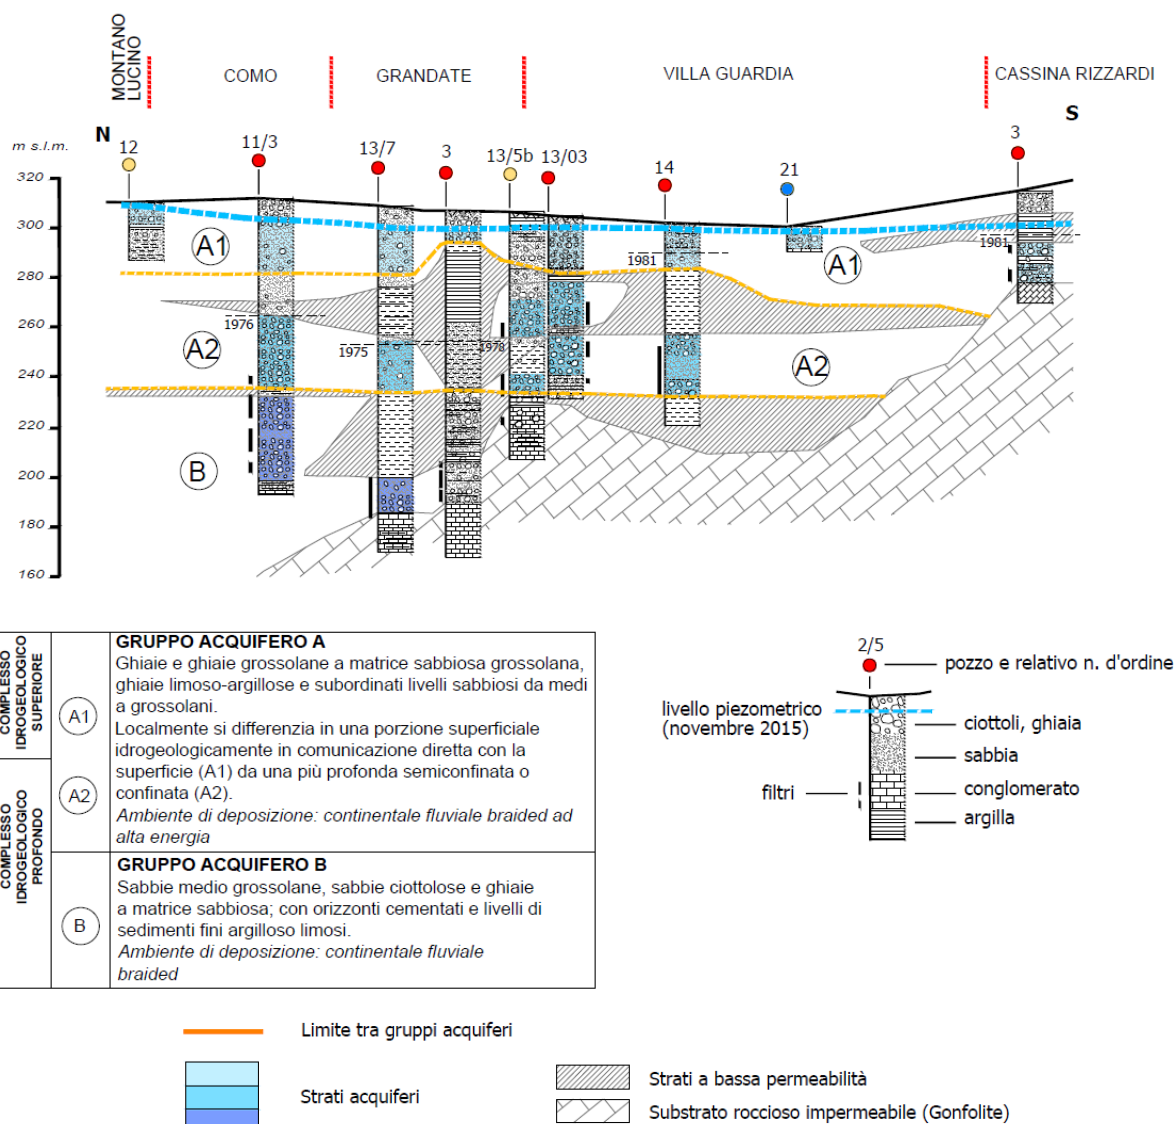 MONTANO
LUCINO
COMO
GRANDATE
VILLA GUARDIA
CASSINA RIZZARDI
N
S
m s.l.m.
12
11/3
13/7
3
13/5b
13/03
14
21
3
320
300
280
260
240
220
200
180
160
A1
A1
A2
A2
B
1976
1975
1978
1981
1981
COMPLESSO
IDROGEOLOGICO
SUPERIORE
COMPLESSO
IDROGEOLOGICO
PROFONDO
A1
A2
B
GRUPPO ACQUIFERO A
Ghiaie e ghiaie grossolane a matrice sabbiosa grossolana,
ghiaie limoso-argillose e subordinati livelli sabbiosi da medi
a grossolani.
Localmente si differenzia in una porzione superficiale
idrogeologicamente in comunicazione diretta con la
superficie (A1) da una più profonda semiconfinata o
confinata (A2).
Ambiente di deposizione: continentale fluviale braided ad
alta energia
GRUPPO ACQUIFERO B
Sabbie medio grossolane, sabbie ciottolose e ghiaie
a matrice sabbiosa; con orizzonti cementati e livelli di
sedimenti fini argilloso limosi.
Ambiente di deposizione: continentale fluviale
braided
2/5
pozzo e relativo n. d'ordine
livello piezometrico
(novembre 2015)
ciottoli, ghiaia
sabbia
filtri
conglomerato
argilla
Limite tra gruppi acquiferi
Strati acquiferi
Strati a bassa permeabilità
Substrato roccioso impermeabile (Gonfolite)